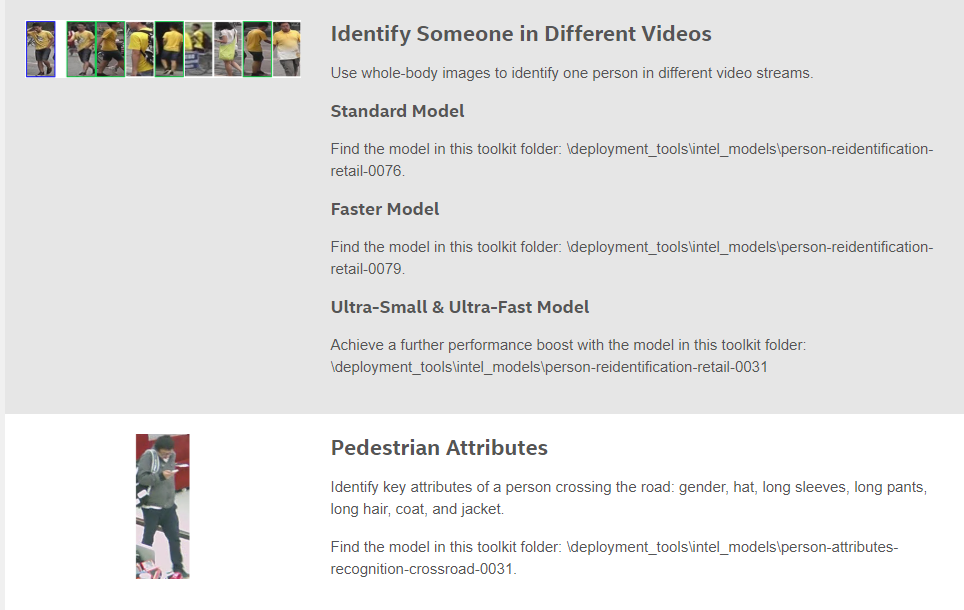 Identify Someone in Different Videos
Use whole-body images to identify one person in different video streams.
Standard Model
Find the model in this toolkit folder: \deployment_tools\intel_models\person-reidentification-
retail-0076.
Faster Model
Find the model in this toolkit folder: \deployment_tools\intel_models\person-reidentification-
retail-0079.
Ultra-Small & Ultra-Fast Model
Achieve a further performance boost with the model in this toolkit folder:
\deployment_tools\intel_models\person-reidentification-retail-0031
Pedestrian Attributes
Identify key attributes of a person crossing the road: gender, hat, long sleeves, long pants,
long hair, coat, and jacket.
Find the model in this toolkit folder: \deployment_tools\intel_models\person-attributes-
recognition-crossroad-0031.